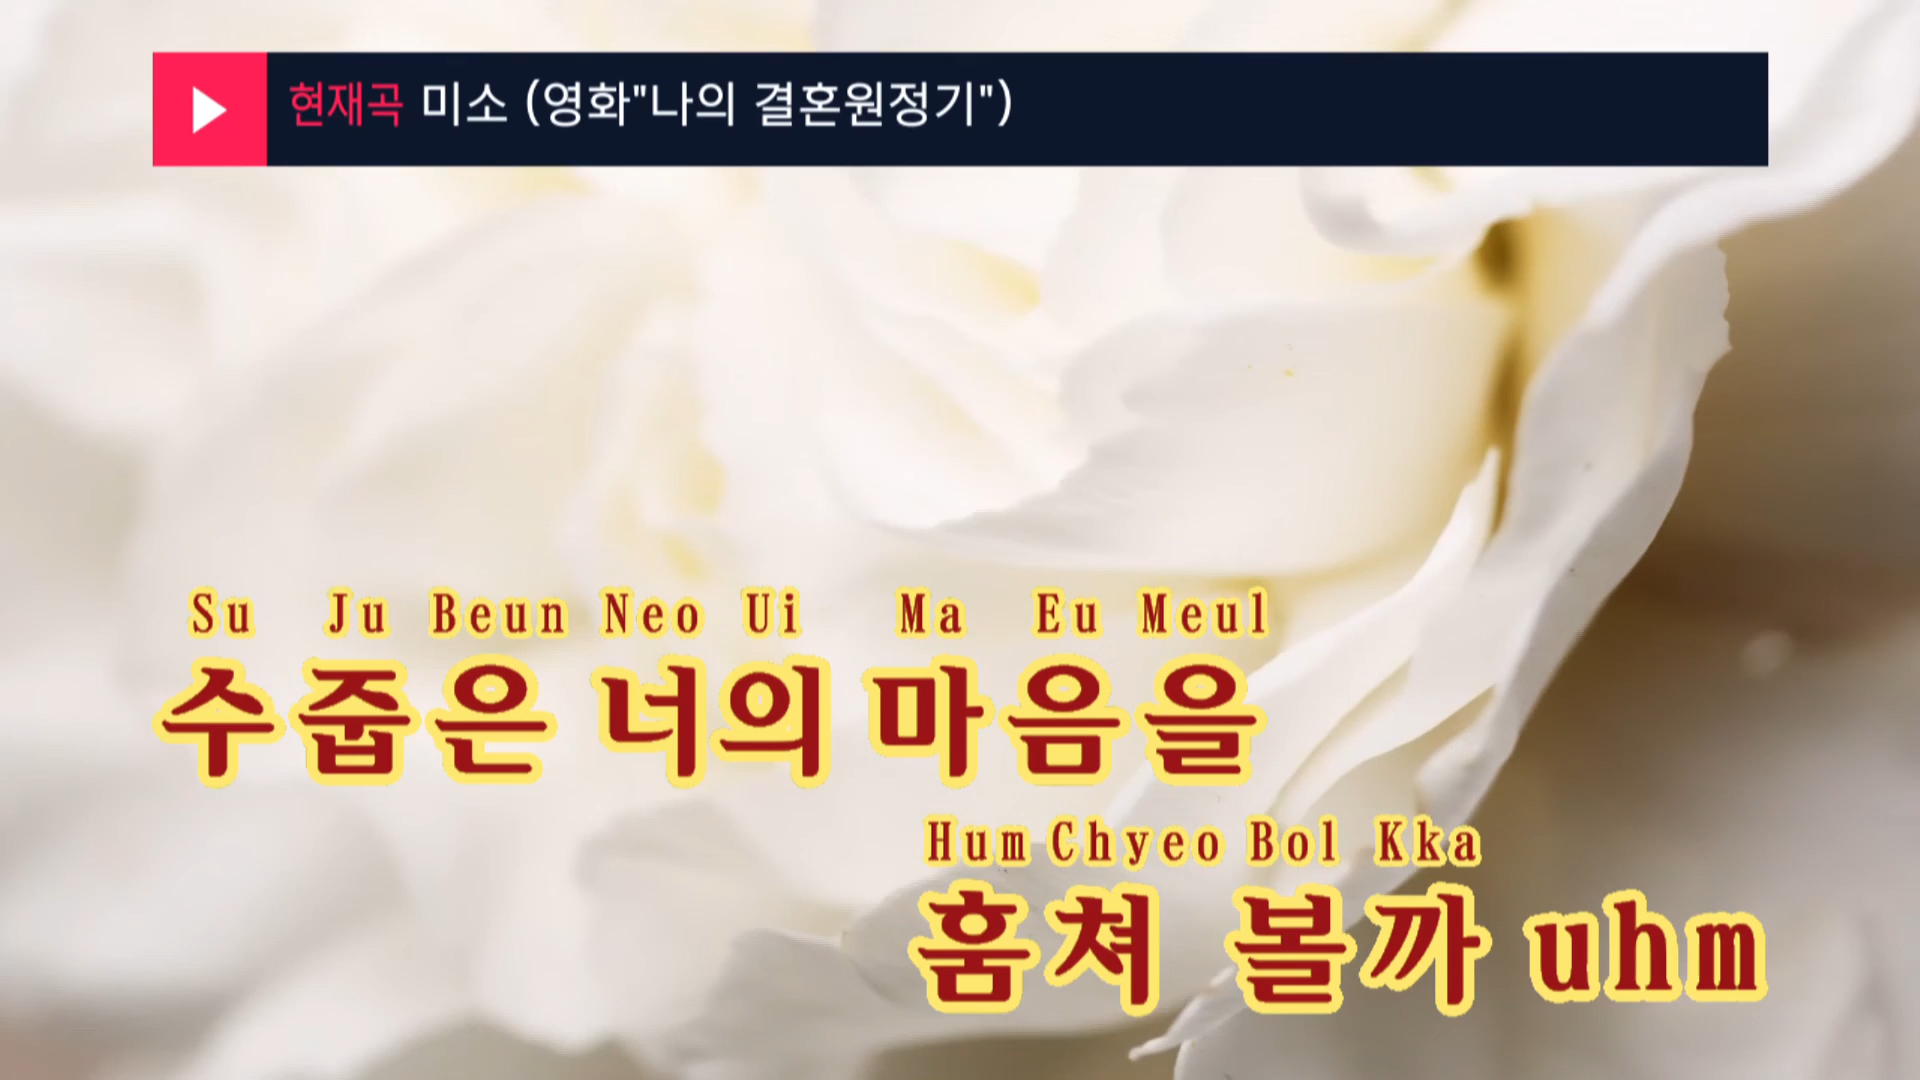 현재곡 미소 (영화"나의 결혼원정기")
Su Ju Beun Neo Ui Ma Eu Meul
수줍은 너의 마음을
Hum Chyeo Bol Kka
훔쳐 볼까 uhm